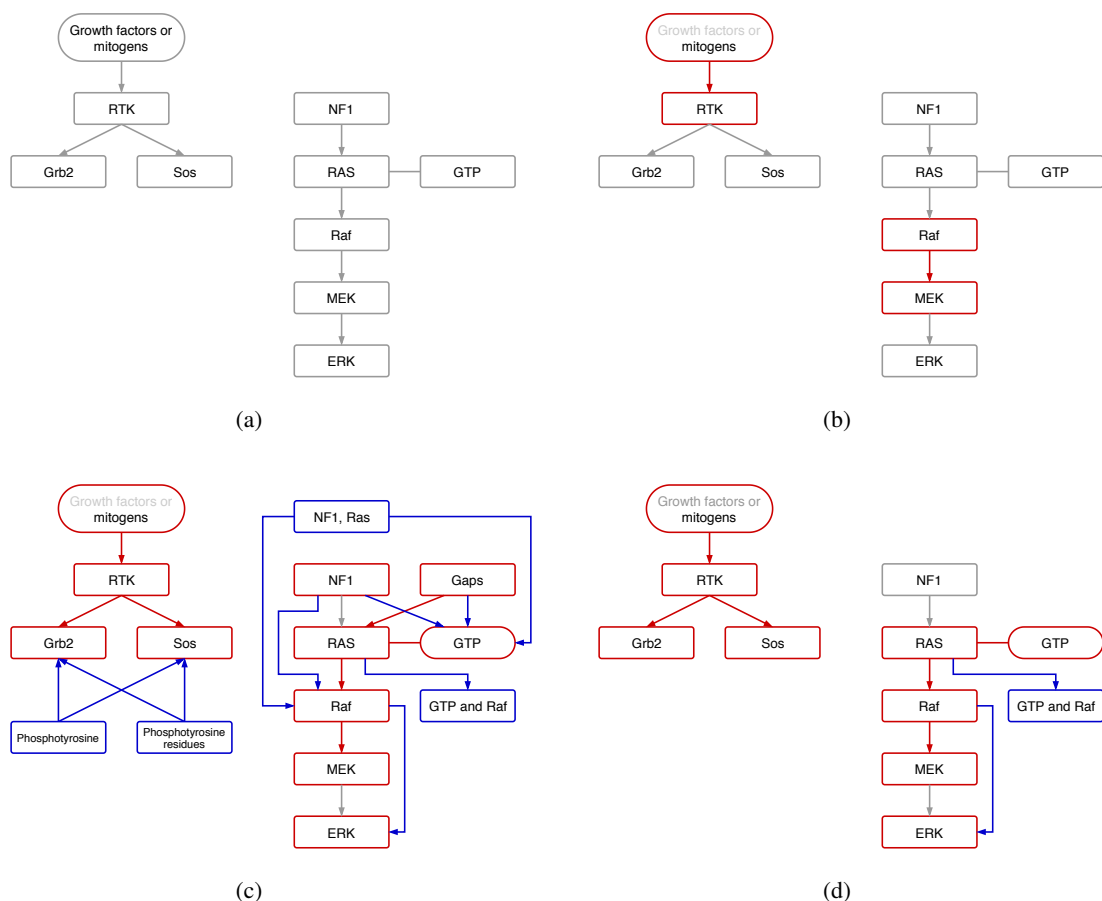 Growth factors or
mitogens
RTK
NF1
Grb2
Sos
RAS
GTP
Raf
MEK
ERK
(a)
Growth factors or
mitogens
RTK
NF1
Grb2
Sos
RAS
GTP
Raf
MEK
ERK
(b)
Growth factors or
mitogens
NF1, Ras
RTK
NF1
Gaps
Grb2
Sos
RAS
GTP
Raf
GTP and Raf
Phosphotyrosine
Phosphotyrosine
residues
MEK
ERK
(c)
Growth factors or
mitogens
RTK
NF1
Grb2
Sos
RAS
GTP
Raf
GTP and Raf
MEK
ERK
(d)